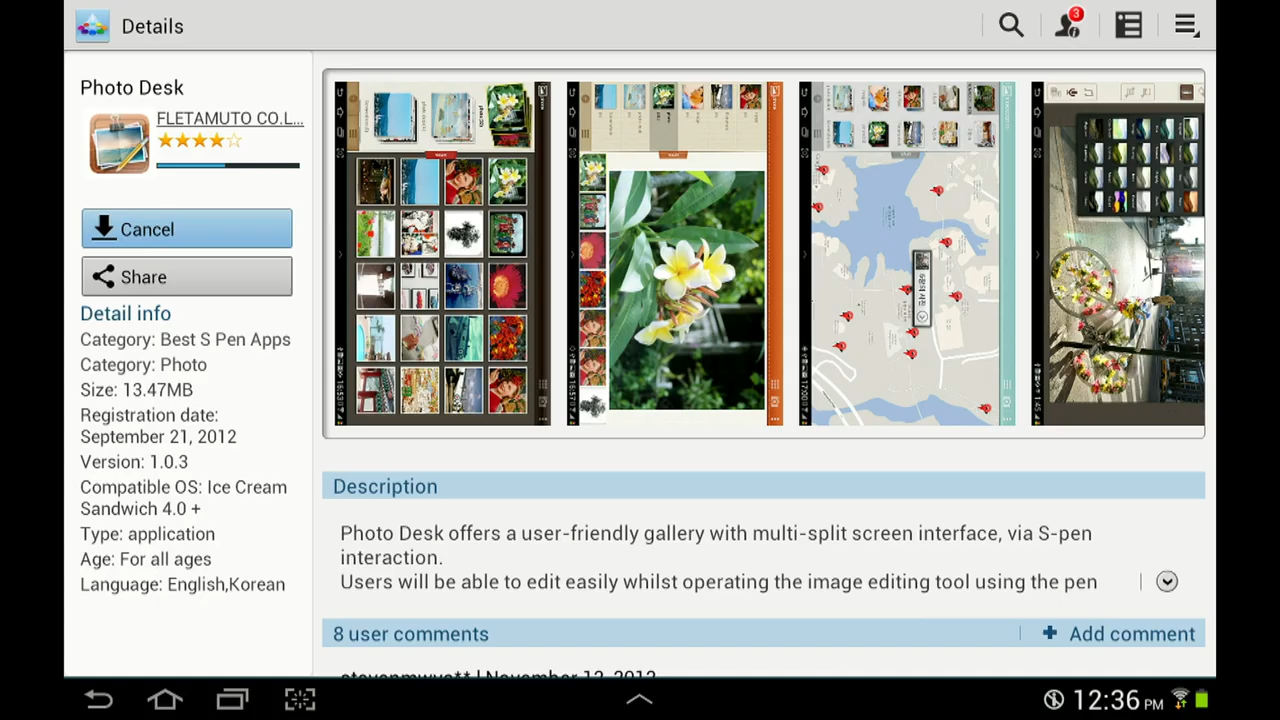 Details
3
Photo Desk
FLETAMUTO CO.L...
Cancel
Share
Detail info
Category: Best S Pen Apps
Category: Photo
Size: 13.47MB
Registration date:
September 21, 2012
Version: 1.0.3
Compatible OS: Ice Cream
Sandwich 4.0 +
Type: application
Age: For all ages
Language: English,Korean
Description
Photo Desk offers a user-friendly gallery with multi-split screen interface, via S-pen
interaction.
Users will be able to edit easily whilst operating the image editing tool using the pen
8 user comments
Add comment
12:36 PM